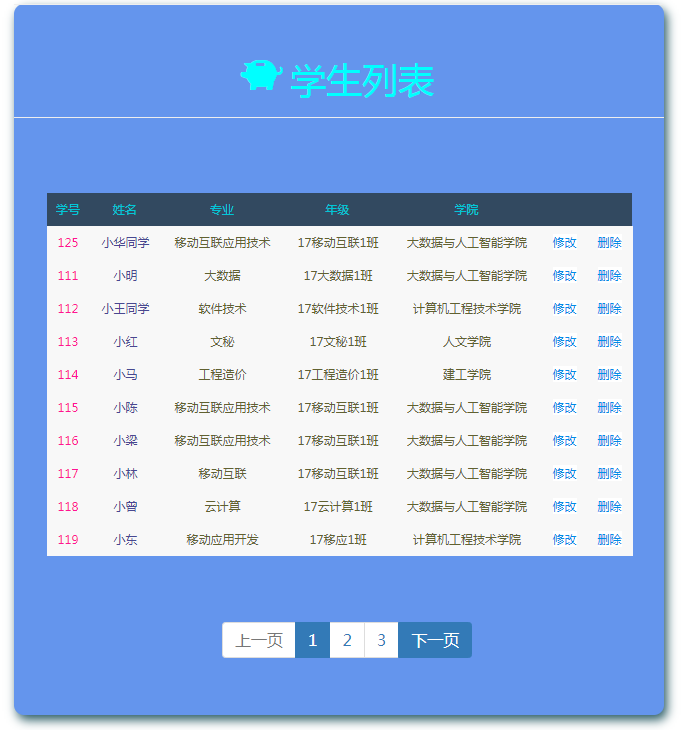 学生列表
学号 姓名 专业 年级 学院
125 小华同学 移动互联应用技术 17移动互联1班 大数据与人工智能学院 修改 删除
111 小明 大数据 17大数据1班 大数据与人工智能学院 修改 删除
112 小王同学 软件技术 17软件技术1班 计算机工程技术学院 修改 删除
113 小红 文秘 17文秘1班 人文学院 修改 删除
114 小马 工程造价 17工程造价1班 建工学院 修改 删除
115 小陈 移动互联应用技术 17移动互联1班 大数据与人工智能学院 修改 删除
116 小梁 移动互联应用技术 17移动互联1班 大数据与人工智能学院 修改 删除
117 小林 移动互联 17移动互联1班 大数据与人工智能学院 修改 删除
118 小曾 云计算 17云计算1班 大数据与人工智能学院 修改 删除
119 小东 移动应用开发 17移应1班 计算机工程技术学院 修改 删除
上一页 1 2 3 下一页